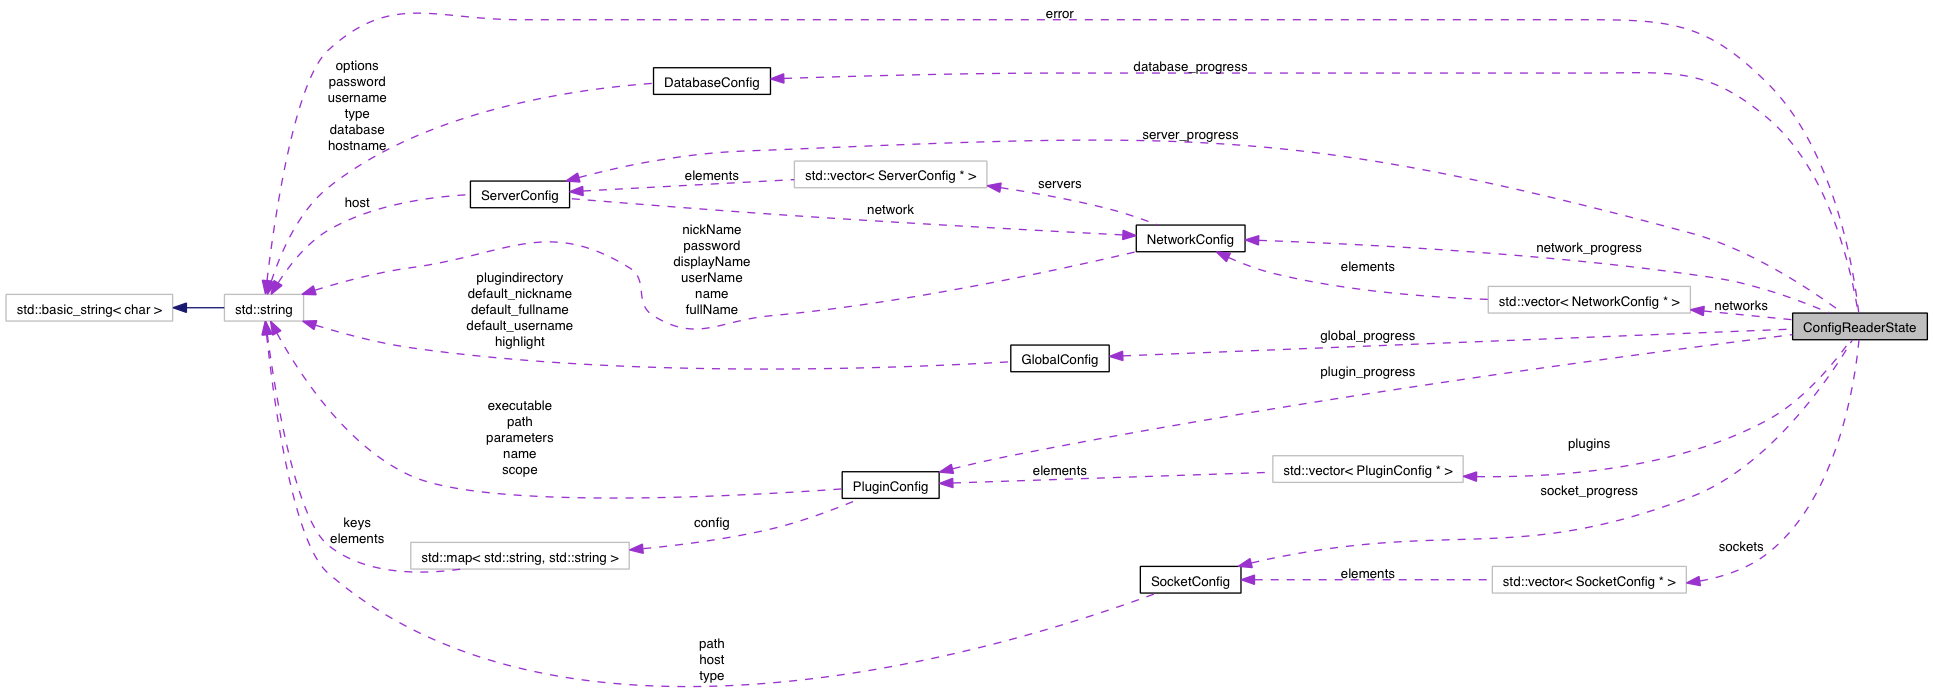 error
options
password
username
type
database
hostname
DatabaseConfig
database_progress
server_progress
ServerConfig
elements
std::vector< ServerConfig * >
servers
host
network
NetworkConfig
network_progress
nickName
password
displayName
userName
name
fullName
elements
std::vector< NetworkConfig * >
networks
plugindirectory
default_nickname
default_fullname
default_username
highlight
std::basic_string< char >
std::string
ConfigReaderState
global_progress
GlobalConfig
plugin_progress
executable
path
parameters
name
scope
plugins
PluginConfig
elements
std::vector< PluginConfig * >
socket_progress
config
keys
elements
std::map< std::string, std::string >
sockets
SocketConfig
elements
std::vector< SocketConfig * >
path
host
type